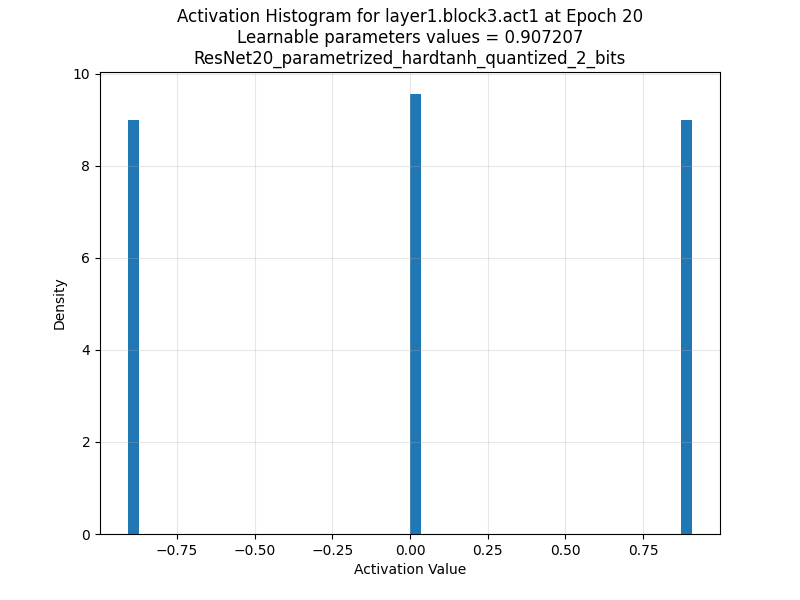 Activation Histogram for layer1.block3.act1 at Epoch 20
Learnable parameters values = 0.907207
ResNet20_parametrized_hardtanh_quantized_2_bits
10
8
6
4
2
0
Density
−0.75 −0.50 −0.25 0.00 0.25 0.50 0.75
Activation Value